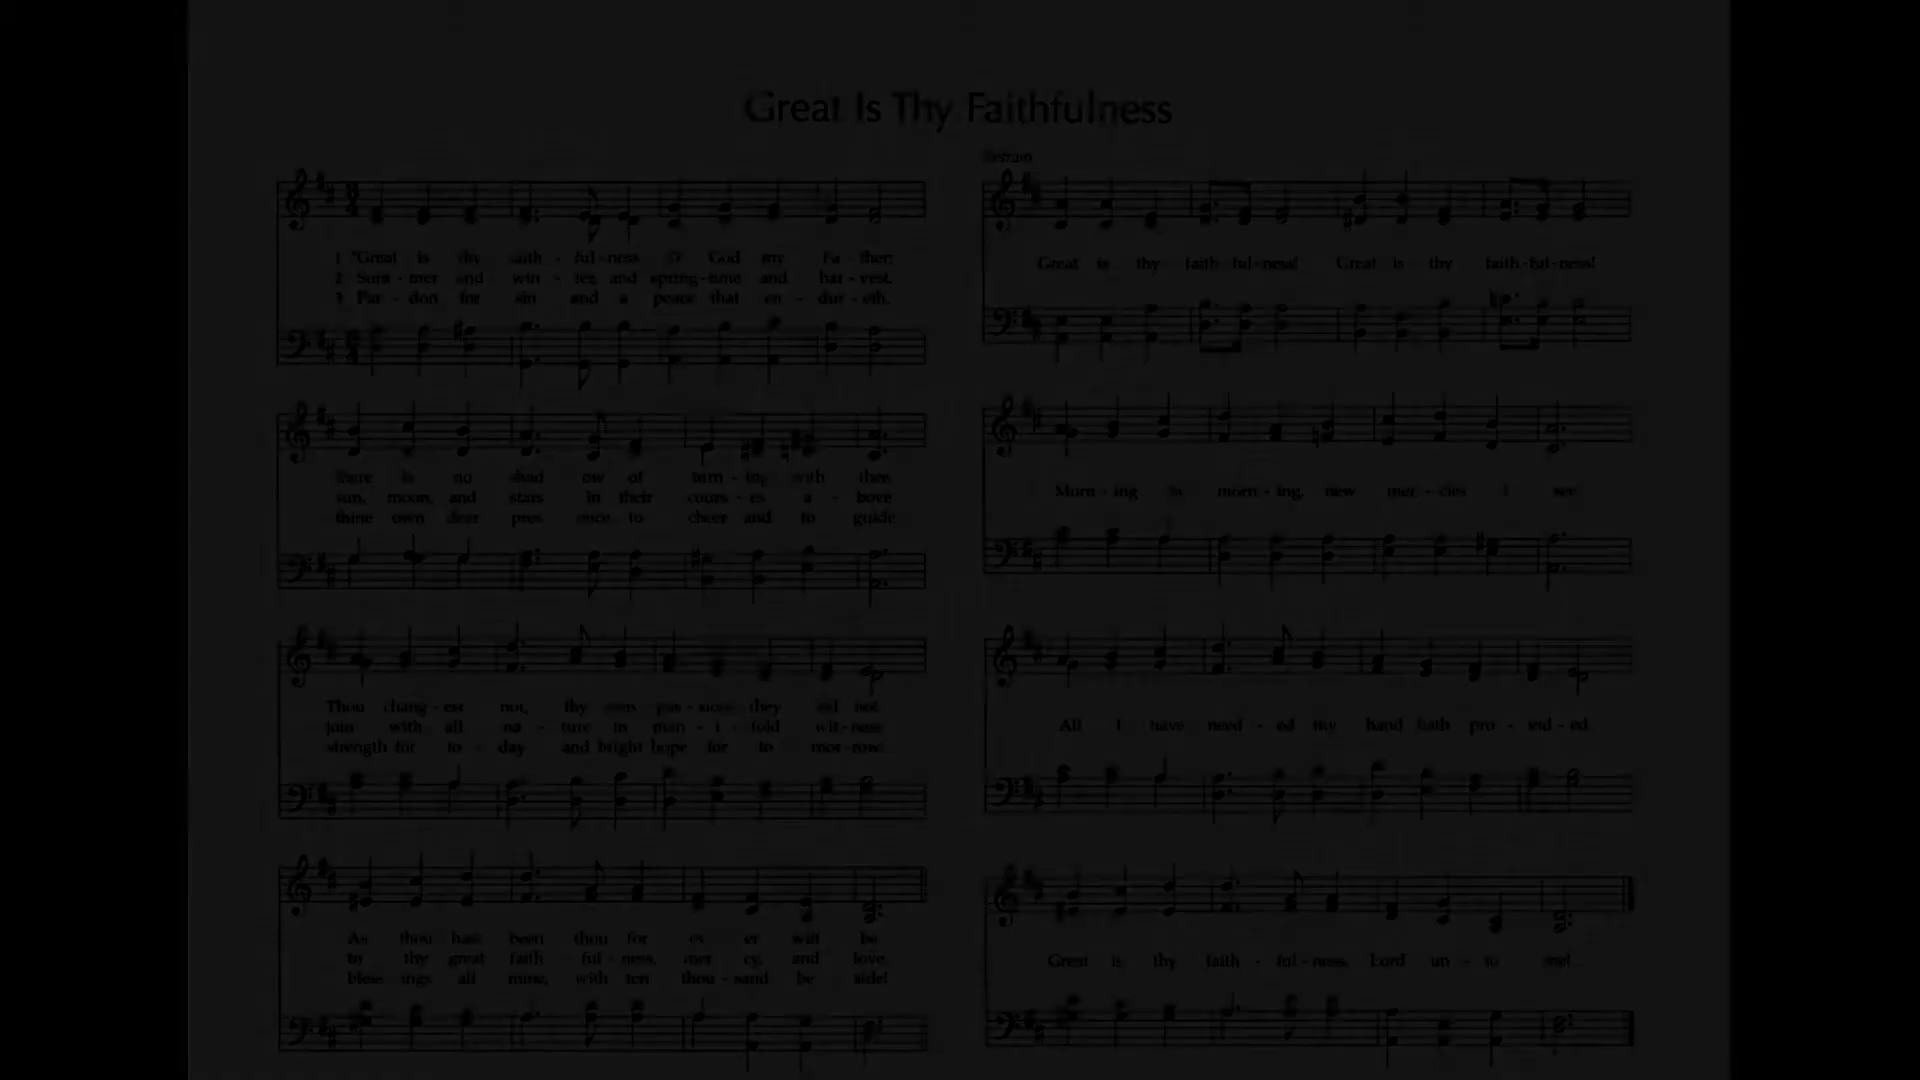 Great Is Thy Faithfulness
1 "Great is thy faith - ful - ness, O God my Fa - ther;
2 Sum - mer and win - ter, and spring - time and har - vest,
3 Par - don for sin and a peace that en - dur - eth,
there is no shad - ow of turn - ing with thee
sun, moon, and stars in their cours - es a - bove
thine own dear pres - ence to cheer and to guide
Thou chang - est not, thy com - pas - sions they fail not
join with all na - ture in man - i - fold wit - ness
strength for to - day and bright hope for to - mor - row
As thou hast been thou for ev - er wilt be
to thy great faith - ful - ness, mer - cy, and love.
bless - ings all mine, with ten thou - sand be - side!
Refrain
Great is thy faith - ful - ness! Great is thy faith - ful - ness!
Morn - ing by morn - ing, new mer - cies I see
All I have need - ed thy hand hath pro - vid - ed
Great is thy faith - ful - ness, Lord un - to me!